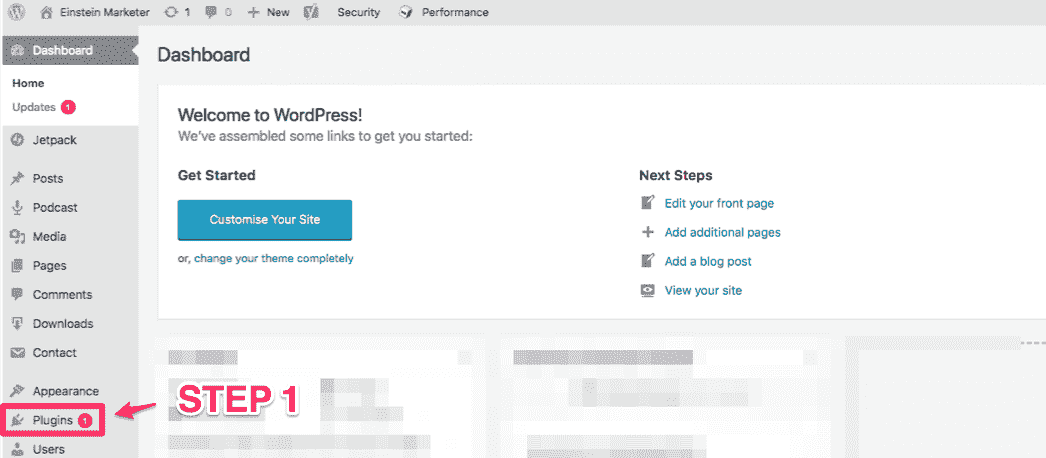 Einstein Marketer 1 0 New Security Performance
Dashboard
Home
Updates 1
Jetpack
Posts
Podcast
Media
Pages
Comments
Downloads
Contact
Appearance
Plugins 1
Users
Dashboard
Welcome to WordPress!
We've assembled some links to get you started:
Get Started
Customise Your Site
or, change your theme completely
Next Steps
Edit your front page
Add additional pages
Add a blog post
View your site
STEP 1